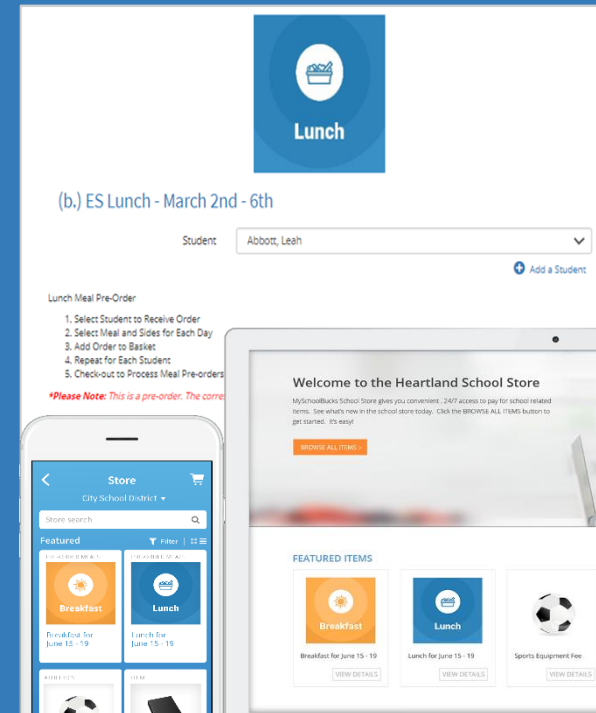 Lunch
(b.) ES Lunch - March 2nd - 6th
Student
Abbott, Leah
Add a Student
Lunch Meal Pre-Order
1. Select Student to Receive Order
2. Select Meal and Sides for Each Day
3. Add Order to Basket
4. Repeat for Each Student
5. Check-out to Process Meal Pre-orders
*Please Note: This is a pre-order. The
Welcome to the Heartland School Store
MySchoolBucks School Store gives you convenient , 24/7 access to pay for school related
items. See what's new in the school store today. Click the BROWSE ALL ITEMS button to
get started. It's easy!
BROWSE ALL ITEMS >
FEATURED ITEMS
Breakfast
Lunch
Breakfast for June 15 - 19
Lunch for June 15 - 19
Sports Equipment Fee
VIEW DETAILS
VIEW DETAILS
VIEW DETAILS
Store
City School District
Store search
Featured
Filter
Breakfast
Lunch
Breakfast for
June 15 - 19
Lunch for
June 15 - 19